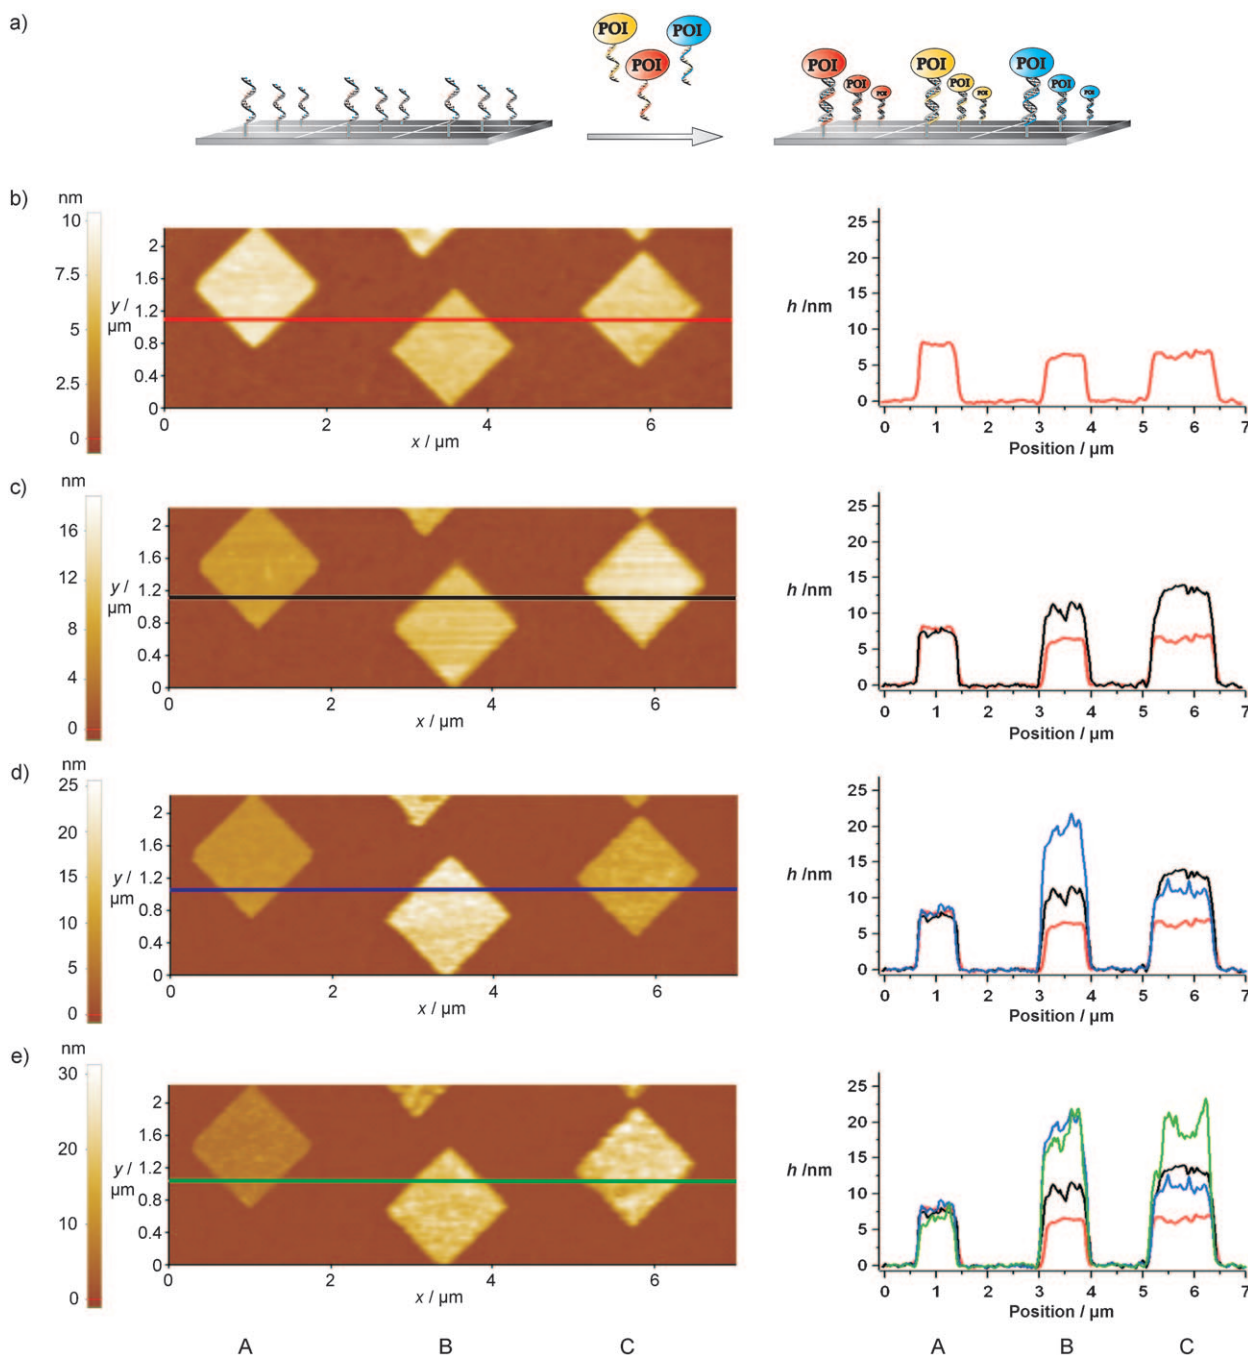 a)
POI POI POI
POI POI POI POI POI POI POI POI POI
b)
nm
10
7.5
5
2.5
0
y /
µm
2
1.6
1.2
0.8
0.4
0
0 2 4 6
x / µm
h /nm
25
20
15
10
5
0
0 1 2 3 4 5 6 7
Position / µm
c)
nm
16
12
8
4
0
y /
µm
2
1.6
1.2
0.8
0.4
0
0 2 4 6
x / µm
h /nm
25
20
15
10
5
0
0 1 2 3 4 5 6 7
Position / µm
d)
nm
25
20
15
10
5
0
y /
µm
2
1.6
1.2
0.8
0.4
0
0 2 4 6
x / µm
h /nm
25
20
15
10
5
0
0 1 2 3 4 5 6 7
Position / µm
e)
nm
30
20
10
0
y /
µm
2
1.6
1.2
0.8
0.4
0
0 2 4 6
x / µm
h /nm
25
20
15
10
5
0
0 1 2 3 4 5 6 7
Position / µm
A B C A B C